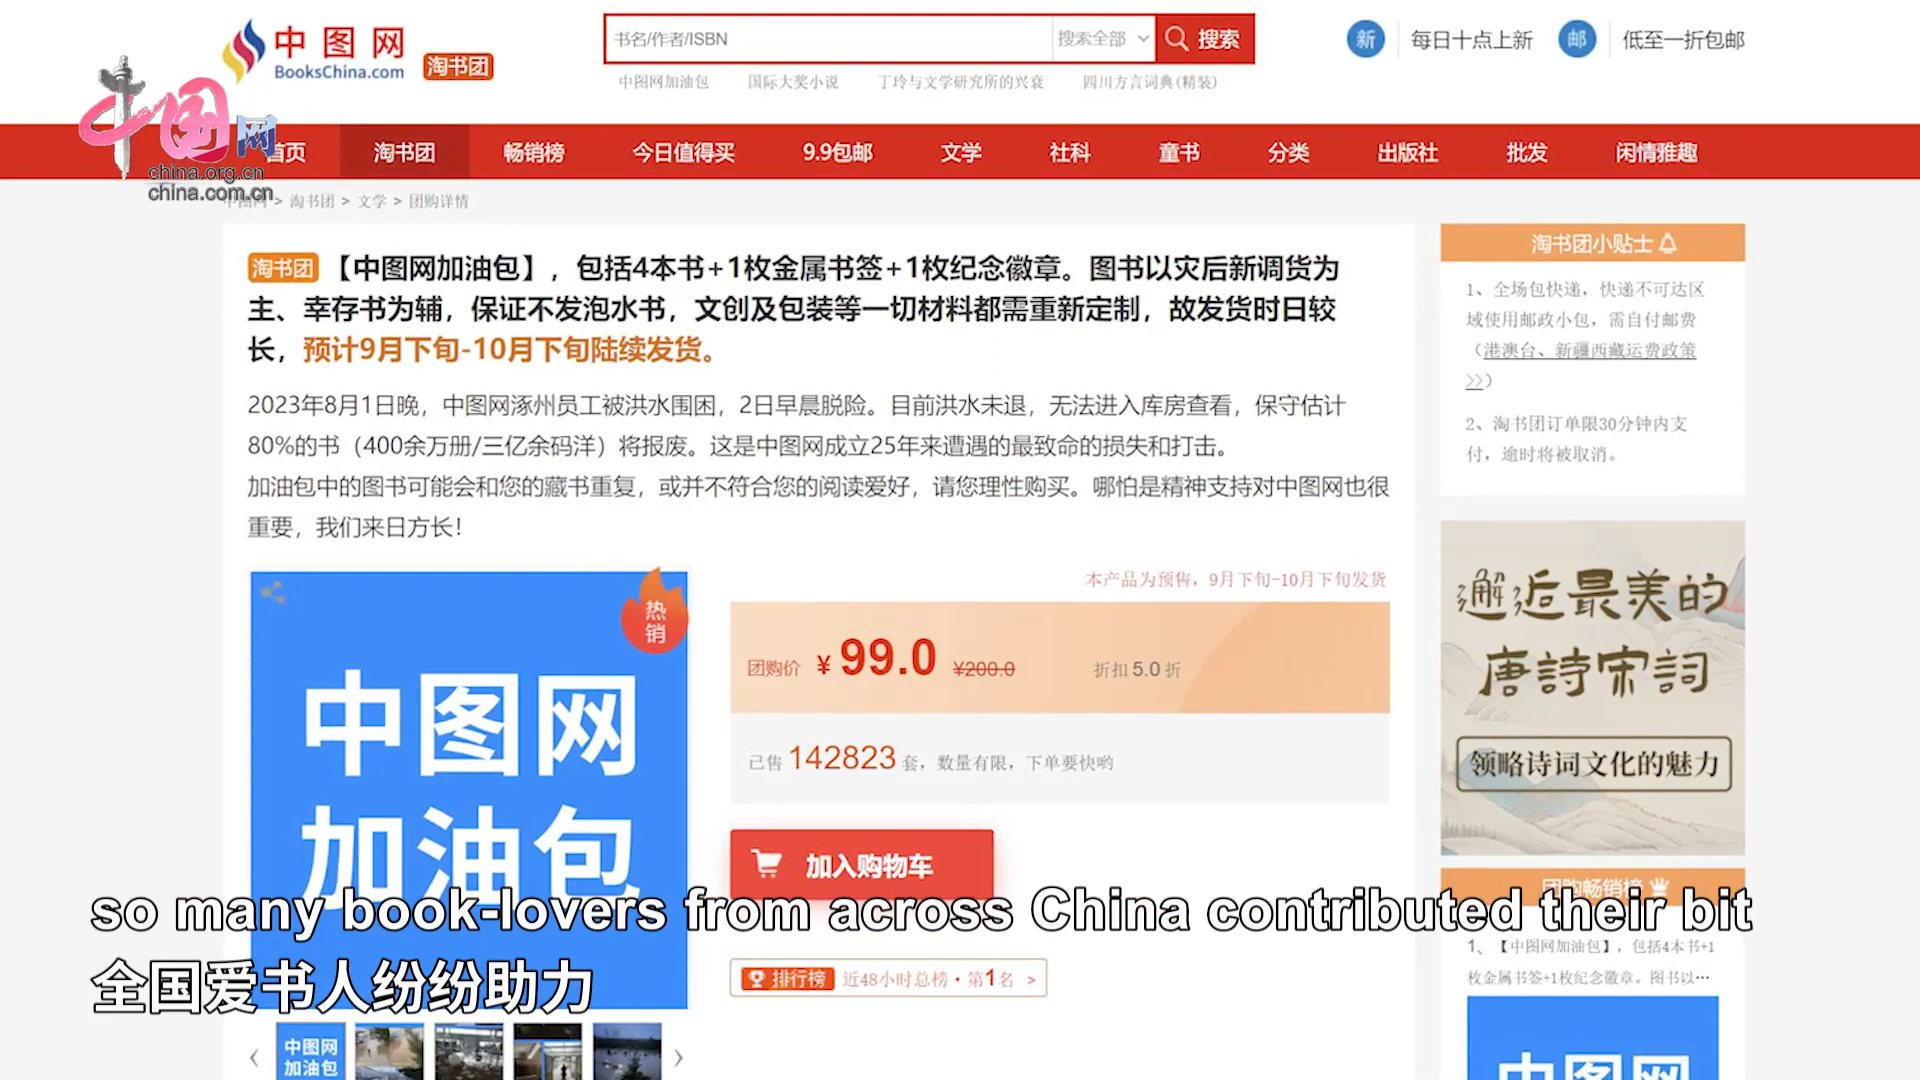 中图网
BooksChina.com
淘书团
书名/作者/ISBN
搜索全部
搜索
中图网加油包 国际大奖小说 丁玲与文学研究所的兴衰 四川方言词典(精装)
新 每日十点上新
邮 低至一折包邮
中国网
china.org.cn
china.com.cn
首页 淘书团 畅销榜 今日值得买 9.9包邮 文学 社科 童书 分类 出版社 批发 闲情雅趣
中图网 > 淘书团 > 文学 > 团购详情
淘书团 【中图网加油包】，包括4本书+1枚金属书签+1枚纪念徽章。图书以灾后新调货为
主、幸存书为辅，保证不发泡水书，文创及包装等一切材料都需重新定制，故发货时日较
长，预计9月下旬-10月下旬陆续发货。
2023年8月1日晚，中图网涿州员工被洪水围困，2日早晨脱险。目前洪水未退，无法进入库房查看，保守估计
80%的书（400余万册/三亿余码洋）将报废。这是中图网成立25年来遭遇的最致命的损失和打击。
加油包中的图书可能会和您的藏书重复，或并不符合您的阅读爱好，请您理性购买。哪怕是精神支持对中图网也很
重要，我们来日方长！
热销
中图网
加油包
本产品为预售，9月下旬-10月下旬发货
团购价 ¥ 99.0 ¥200.0 折扣 5.0 折
已售 142823 套，数量有限，下单要快哟
加入购物车
排行榜 近48小时总榜·第1名 >
中图网
加油包
淘书团小贴士
1、全场包快递，快递不可达区
域使用邮政小包，需自付邮费
（港澳台、新疆西藏运费政策
>>）
2、淘书团订单限30分钟内支
付，逾时将被取消。
邂逅最美的
唐詩宋詞
领略诗词文化的魅力
团购畅销榜
1、【中图网加油包】，包括4本书+1
枚金属书签+1枚纪念徽章。图书以…
中图网
so many book-lovers from across China contributed their bit
全国爱书人纷纷助力